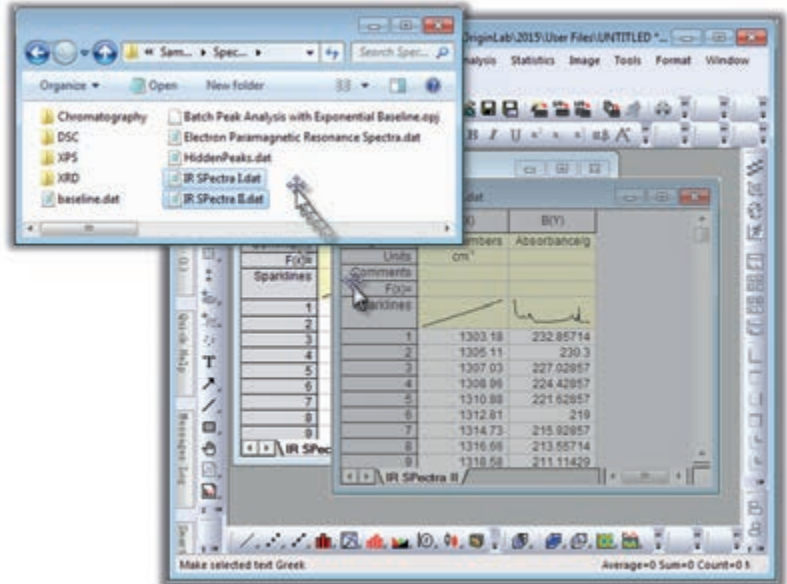 « Sam... ▸ Spec... ▸
Search Spec...
Organize ▾ Open New folder
Chromatography
DSC
XPS
XRD
baseline.dat
Batch Peak Analysis with Exponential Baseline.opj
Electron Paramagnetic Resonance Spectra.dat
HiddenPeaks.dat
IR SPectra I.dat
IR SPectra II.dat
OriginLab\2015\User Files\UNTITLED * -
Statistics Image Tools Format Window
B(Y)
Absorbance/g
Units cm⁻¹
Comments
F(x)=
Sparklines
1 1303.18 232.85714
2 1305.11 230.3
3 1307.03 227.02857
4 1308.96 224.42857
5 1310.88 221.62857
6 1312.81 219
7 1314.73 215.92857
8 1316.66 213.55714
9 1318.58 211.11429
IR SPectra II
F(x)=
Sparklines
1
2
3
4
5
6
7
8
9
IR SPec
Quick Help
Messages Log
Make selected text Greek
Average=0 Sum=0 Count=0